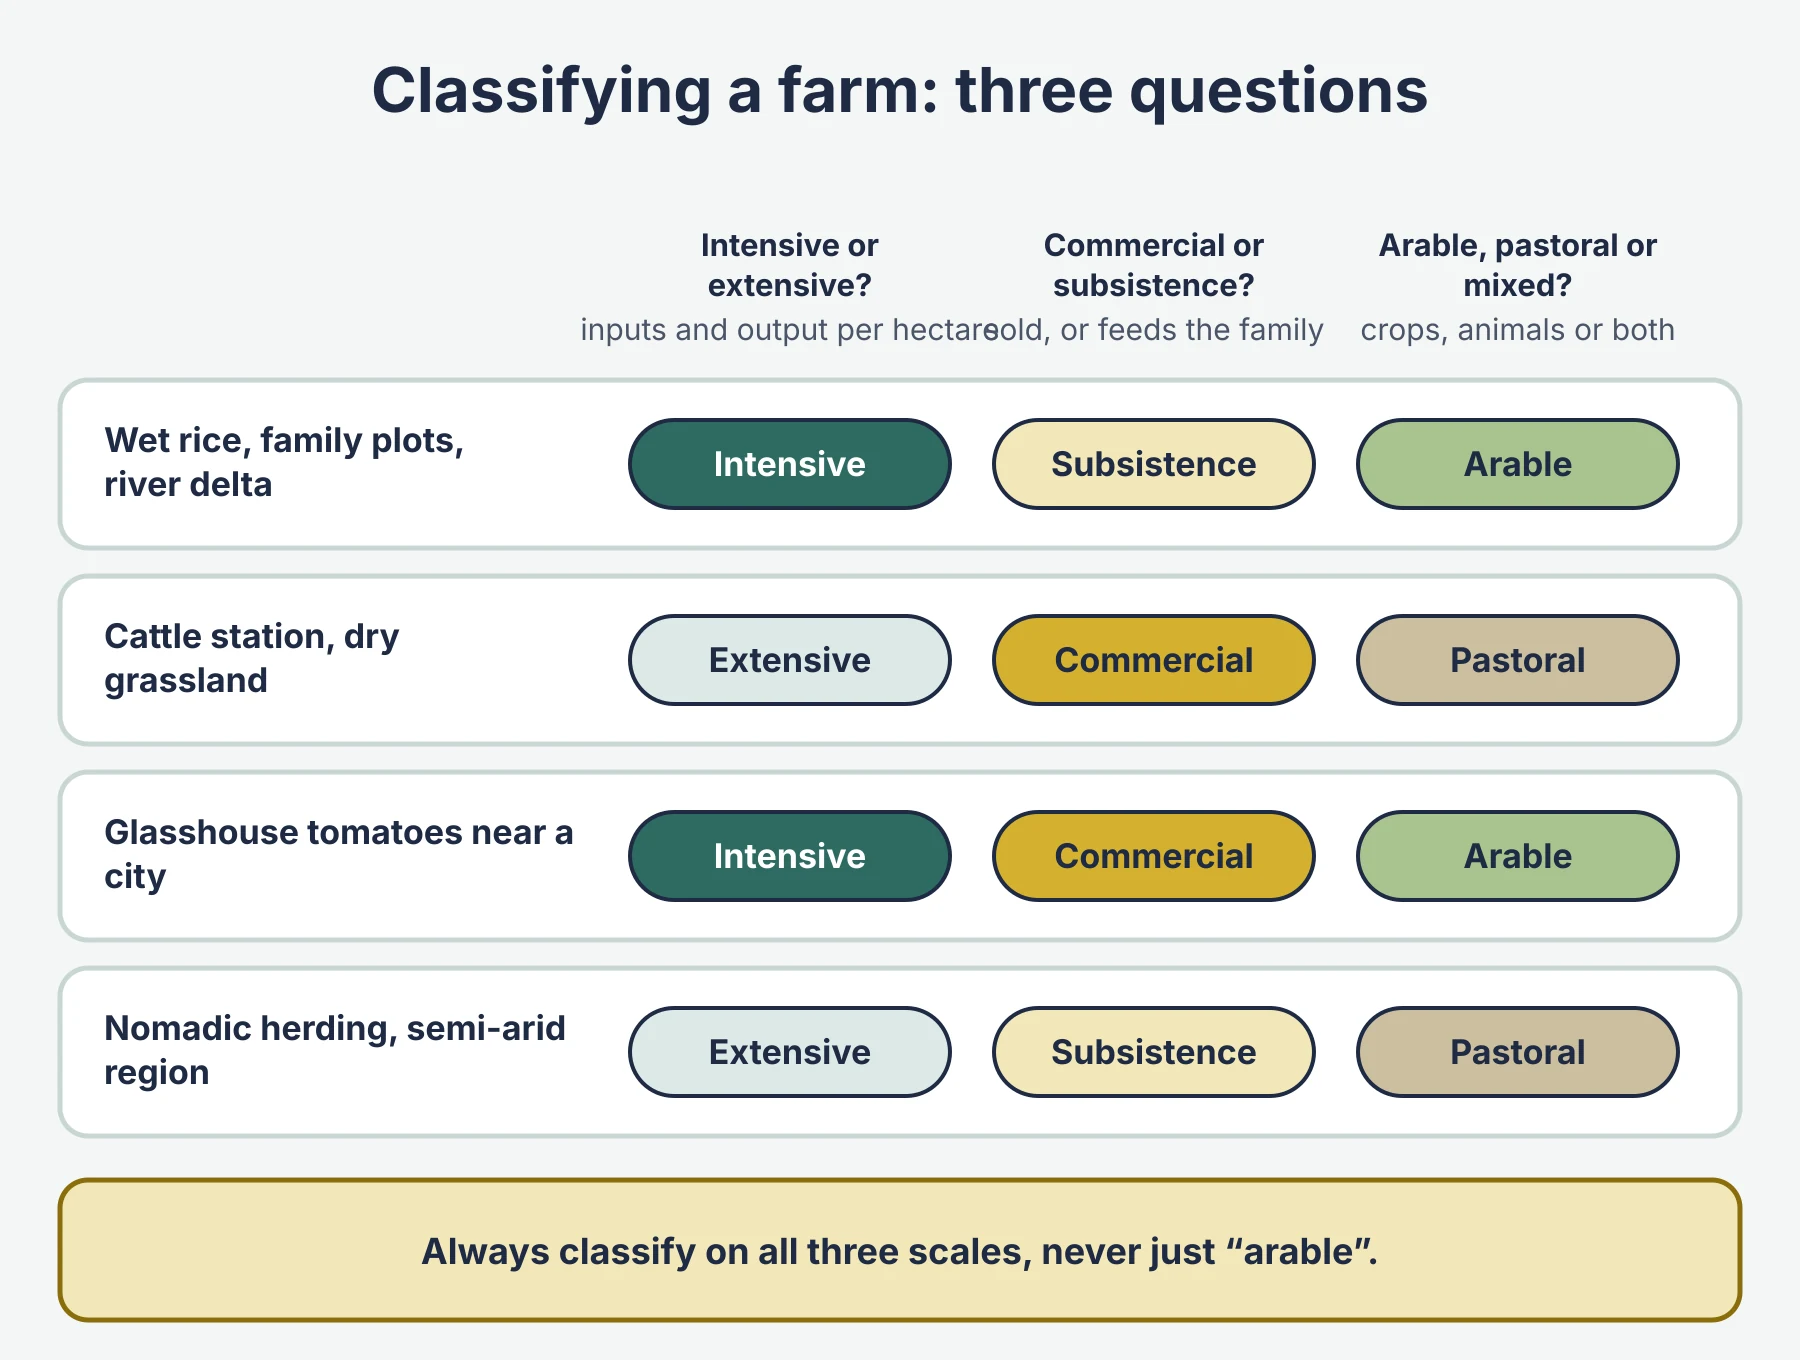 Classifying a farm: three questions
Intensive or
extensive?
inputs and output per hectare
Commercial or
subsistence?
sold, or feeds the family
Arable, pastoral or
mixed?
crops, animals or both
Wet rice, family plots,
river delta
Intensive
Subsistence
Arable
Cattle station, dry
grassland
Extensive
Commercial
Pastoral
Glasshouse tomatoes near a
city
Intensive
Commercial
Arable
Nomadic herding, semi-arid
region
Extensive
Subsistence
Pastoral
Always classify on all three scales, never just “arable”.